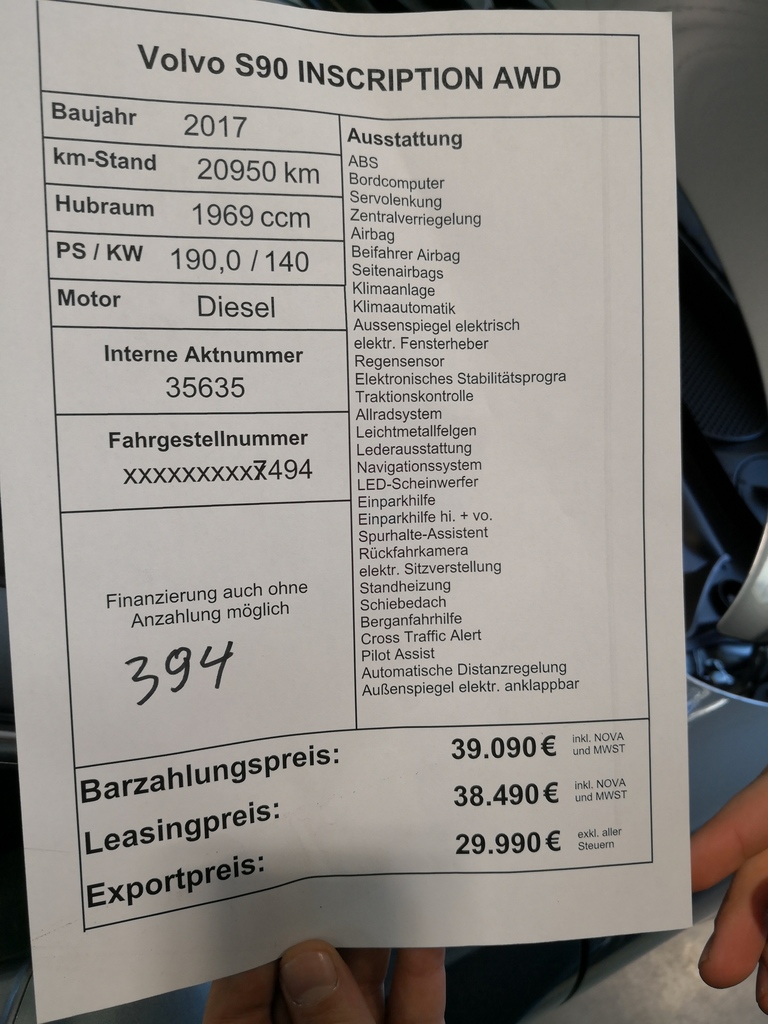 Volvo S90 INSCRIPTION AWD
Baujahr 2017
km-Stand 20950 km
Hubraum 1969 ccm
PS / KW 190,0 / 140
Motor Diesel
Interne Aktnummer
35635
Fahrgestellnummer
xxxxxxxxxx7494
Finanzierung auch ohne
Anzahlung möglich
394
Ausstattung
ABS
Bordcomputer
Servolenkung
Zentralverriegelung
Airbag
Beifahrer Airbag
Seitenairbags
Klimaanlage
Klimaautomatik
Aussenspiegel elektrisch
elektr. Fensterheber
Regensensor
Elektronisches Stabilitätsprogra
Traktionskontrolle
Allradsystem
Leichtmetallfelgen
Lederausstattung
Navigationssystem
LED-Scheinwerfer
Einparkhilfe
Einparkhilfe hi. + vo.
Spurhalte-Assistent
Rückfahrkamera
elektr. Sitzverstellung
Standheizung
Schiebedach
Berganfahrhilfe
Cross Traffic Alert
Pilot Assist
Automatische Distanzregelung
Außenspiegel elektr. anklappbar
Barzahlungspreis: 39.090 € inkl. NOVA
und MWST
Leasingpreis: 38.490 € inkl. NOVA
und MWST
Exportpreis: 29.990 € exkl. aller
Steuern